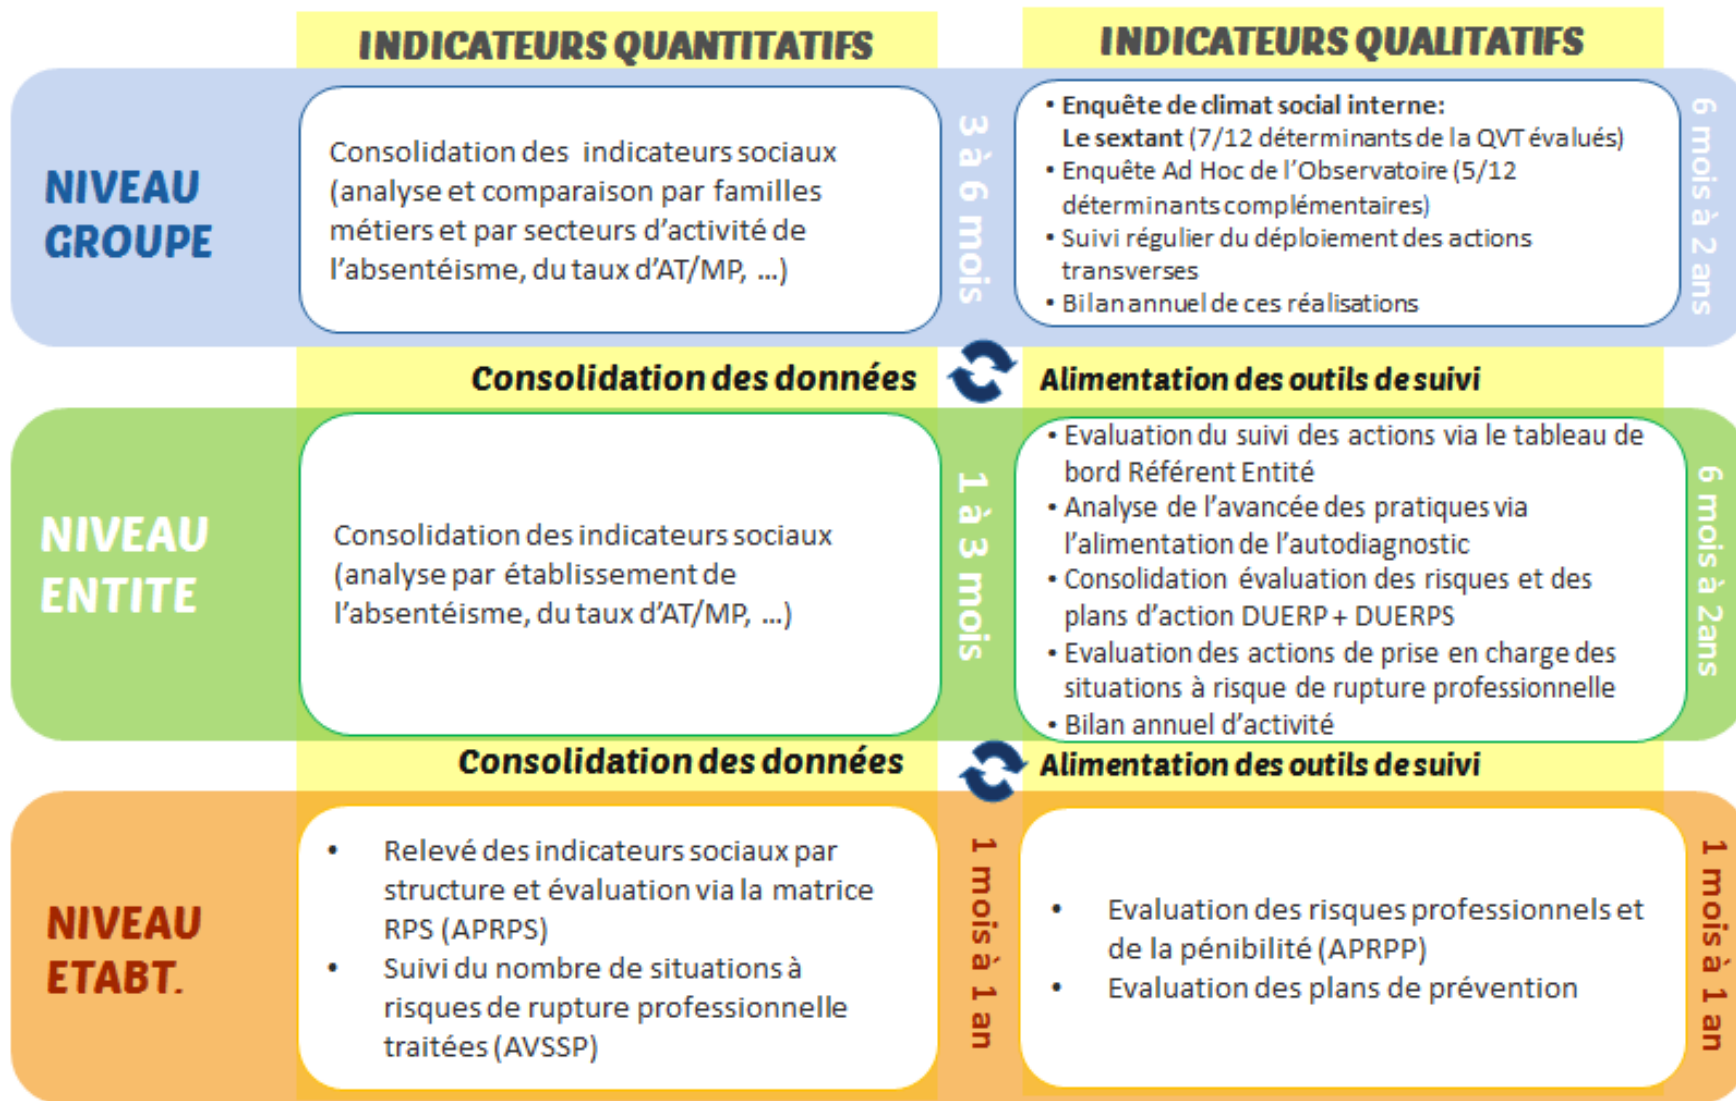 INDICATEURS QUANTITATIFS
INDICATEURS QUALITATIFS
NIVEAU
GROUPE
Consolidation des indicateurs sociaux
(analyse et comparaison par familles
métiers et par secteurs d'activité de
l'absentéisme, du taux d'AT/MP, ...)
3 à 6 mois
• Enquête de climat social interne:
Le sextant (7/12 déterminants de la QVT évalués)
• Enquête Ad Hoc de l'Observatoire (5/12
déterminants complémentaires)
• Suivi régulier du déploiement des actions
transverses
• Bilan annuel de ces réalisations
6 mois à 2 ans
Consolidation des données
Alimentation des outils de suivi
NIVEAU
ENTITE
Consolidation des indicateurs sociaux
(analyse par établissement de
l'absentéisme, du taux d'AT/MP, ...)
1 à 3 mois
• Evaluation du suivi des actions via le tableau de
bord Référent Entité
• Analyse de l'avancée des pratiques via
l'alimentation de l'autodiagnostic
• Consolidation évaluation des risques et des
plans d'action DUERP + DUERPS
• Evaluation des actions de prise en charge des
situations à risque de rupture professionnelle
• Bilan annuel d'activité
6 mois à 2ans
Consolidation des données
Alimentation des outils de suivi
NIVEAU
ETABT.
• Relevé des indicateurs sociaux par
structure et évaluation via la matrice
RPS (APRPS)
• Suivi du nombre de situations à
risques de rupture professionnelle
traitées (AVSSP)
1 mois à 1 an
• Evaluation des risques professionnels et
de la pénibilité (APRPP)
• Evaluation des plans de prévention
1 mois à 1 an